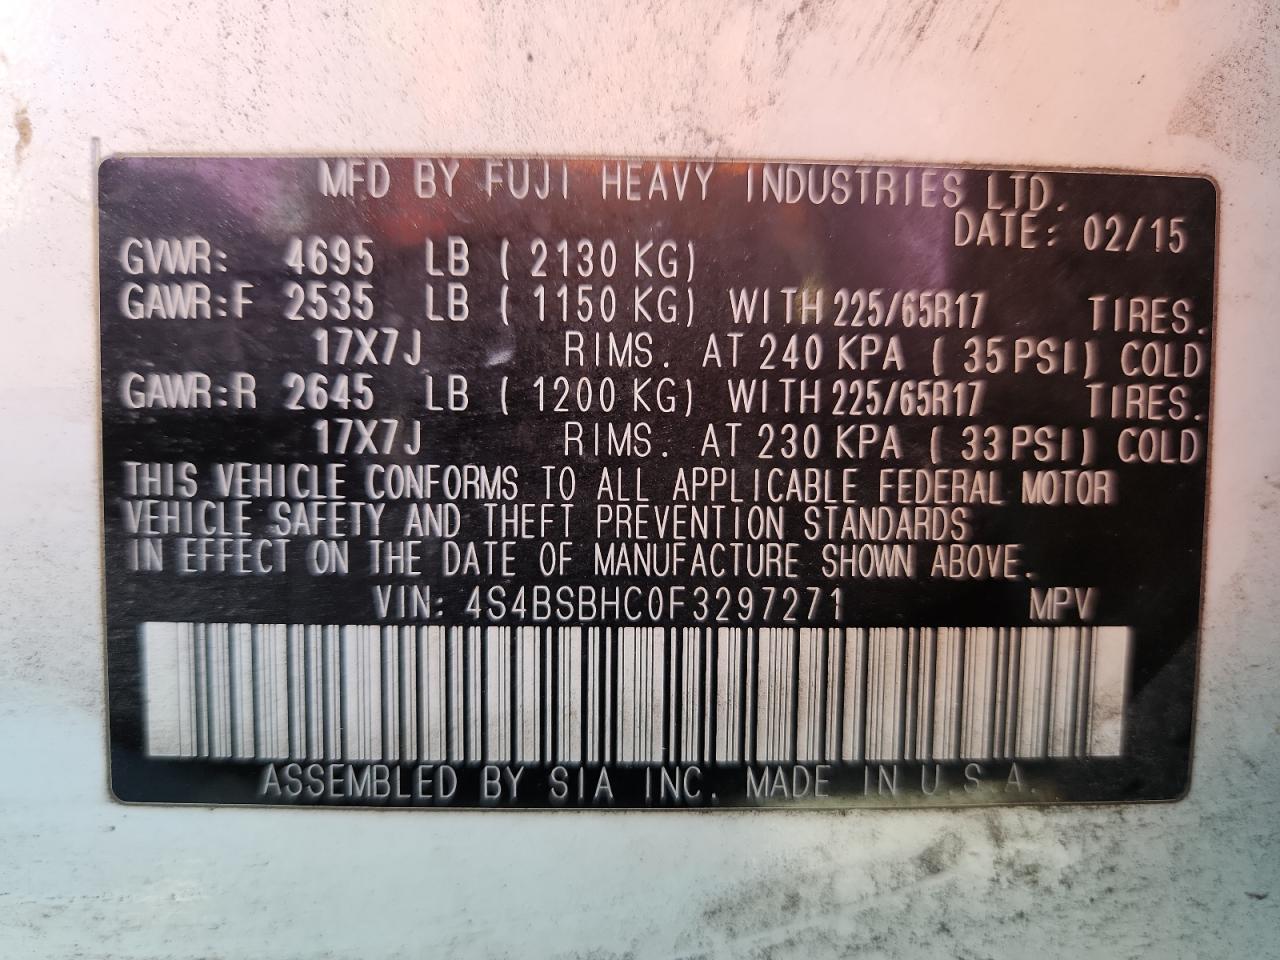 MFD BY FUJI HEAVY INDUSTRIES LTD.
DATE: 02/15
GVWR: 4695 LB ( 2130 KG)
GAWR:F 2535 LB ( 1150 KG) WITH 225/65R17 TIRES.
17X7J RIMS. AT 240 KPA ( 35 PSI) COLD
GAWR:R 2645 LB ( 1200 KG) WITH 225/65R17 TIRES.
17X7J RIMS. AT 230 KPA ( 33 PSI) COLD
THIS VEHICLE CONFORMS TO ALL APPLICABLE FEDERAL MOTOR
VEHICLE SAFETY AND THEFT PREVENTION STANDARDS
IN EFFECT ON THE DATE OF MANUFACTURE SHOWN ABOVE.
VIN: 4S4BSBHC0F3297271 MPV
ASSEMBLED BY SIA INC. MADE IN U.S.A.